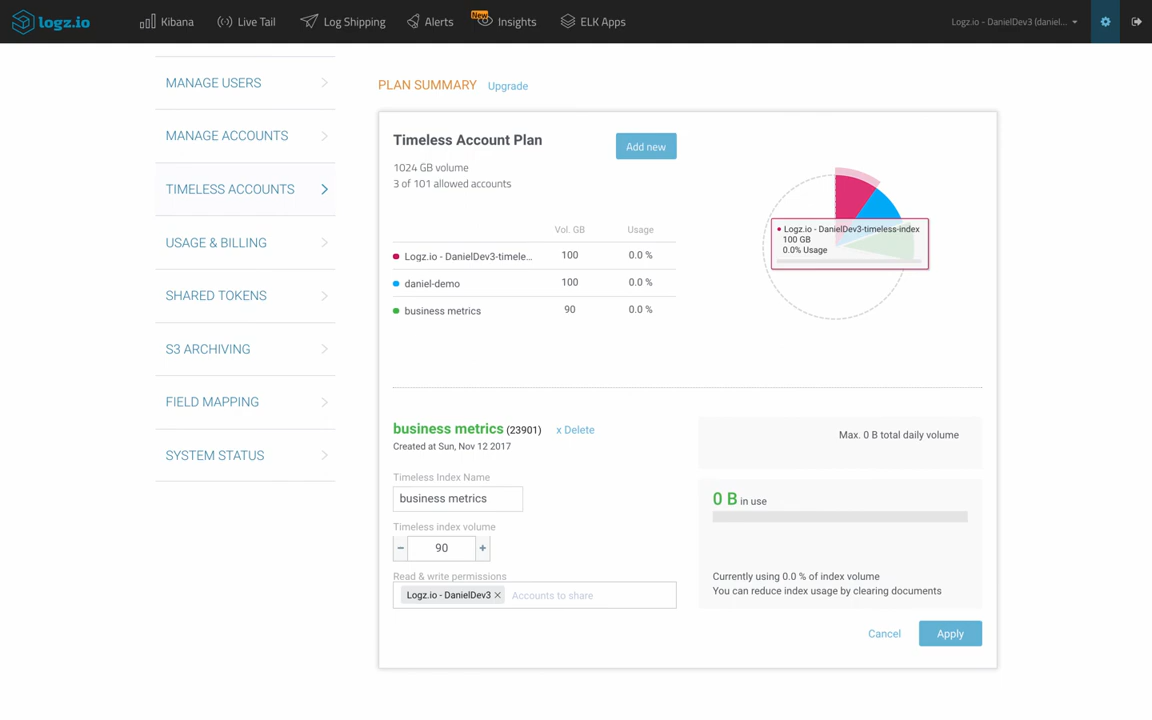 logz.io
Kibana
Live Tail
Log Shipping
Alerts
New
Insights
ELK Apps
Logz.io - DanielDev3 (daniel...
MANAGE USERS
MANAGE ACCOUNTS
TIMELESS ACCOUNTS
USAGE & BILLING
SHARED TOKENS
S3 ARCHIVING
FIELD MAPPING
SYSTEM STATUS
PLAN SUMMARY Upgrade
Timeless Account Plan
Add new
1024 GB volume
3 of 101 allowed accounts
Vol. GB Usage
Logz.io - DanielDev3-timele... 100 0.0 %
daniel-demo 100 0.0 %
business metrics 90 0.0 %
Logz.io - DanielDev3-timeless-index
100 GB
0.0% Usage
business metrics (23901) x Delete
Created at Sun, Nov 12 2017
Timeless Index Name
business metrics
Timeless index volume
− 90 +
Read & write permissions
Logz.io - DanielDev3 × Accounts to share
Max. 0 B total daily volume
0 B in use
Currently using 0.0 % of index volume
You can reduce index usage by clearing documents
Cancel
Apply